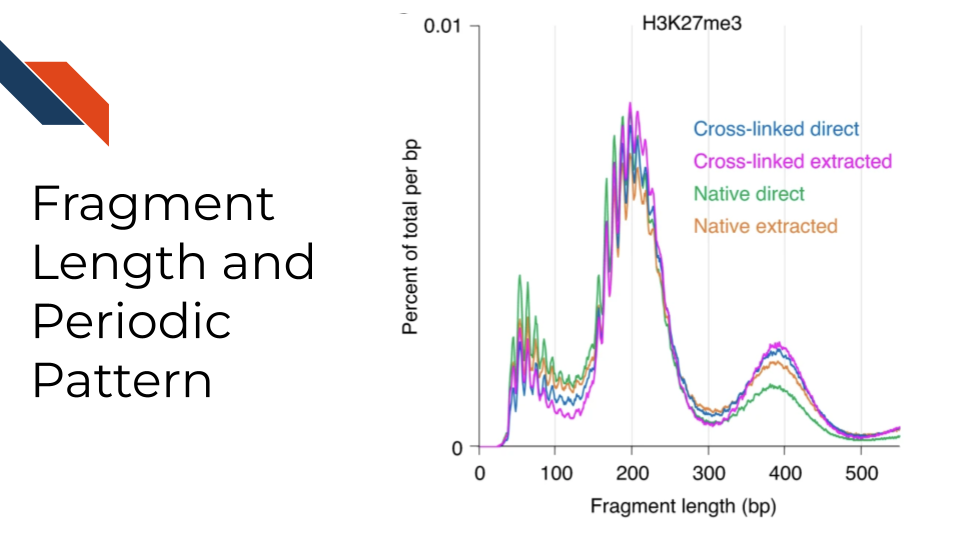 Fragment
Length and
Periodic
Pattern
H3K27me3
0.01
Percent of total per bp
0
Cross-linked direct
Cross-linked extracted
Native direct
Native extracted
0 100 200 300 400 500
Fragment length (bp)